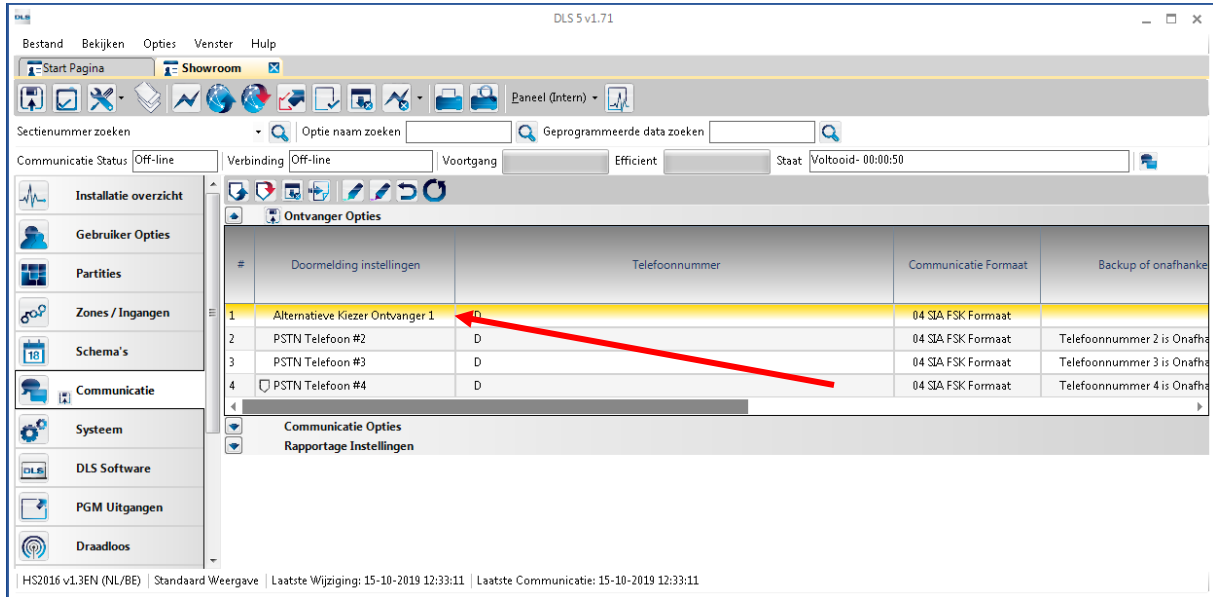 DLS
DLS 5 v1.71
Bestand Bekijken Opties Venster Hulp
Start Pagina Showroom
Paneel (Intern)
Sectienummer zoeken Optie naam zoeken Geprogrammeerde data zoeken
Communicatie Status Off-line Verbinding Off-line Voortgang Efficient Staat Voltooid- 00:00:50
Installatie overzicht
Gebruiker Opties
Partities
Zones / Ingangen
18 Schema's
Communicatie
Systeem
DLS DLS Software
PGM Uitgangen
Draadloos
Ontvanger Opties
# Doormelding instellingen Telefoonnummer Communicatie Formaat Backup of onafhanke
1 Alternatieve Kiezer Ontvanger 1 D 04 SIA FSK Formaat
2 PSTN Telefoon #2 D 04 SIA FSK Formaat Telefoonnummer 2 is Onafha
3 PSTN Telefoon #3 D 04 SIA FSK Formaat Telefoonnummer 3 is Onafha
4 PSTN Telefoon #4 D 04 SIA FSK Formaat Telefoonnummer 4 is Onafha
Communicatie Opties
Rapportage Instellingen
HS2016 v1.3EN (NL/BE) Standaard Weergave Laatste Wijziging: 15-10-2019 12:33:11 Laatste Communicatie: 15-10-2019 12:33:11